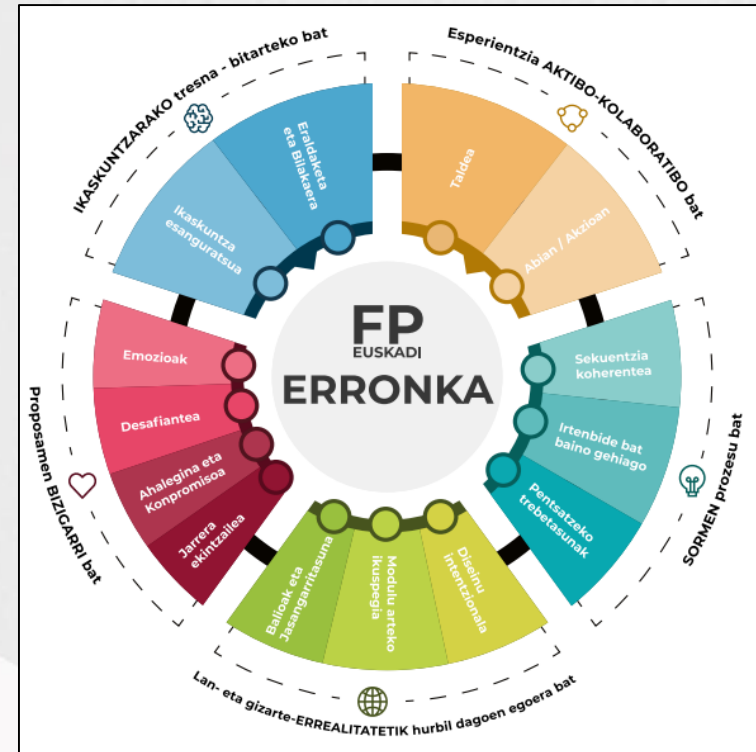 IKASKUNTZARAKO tresna - bitarteko bat
Esperientzia AKTIBO-KOLABORATIBO bat
Eraldaketa
eta Bilakaera
Ikaskuntza
esanguratsua
Taldea
Abian / Akzioan
FP
EUSKADI
ERRONKA
Emozioak
Desafiantea
Ahalegina eta
Konpromisoa
Jarrera
ekintzailea
Proposamen BIZIGARRI bat
Sekuentzia
koherentea
Irtenbide bat
baino gehiago
Pentsatzeko
trebetasunak
SORMEN prozesu bat
Balioak eta
Jasangarritasuna
Modulu arteko
ikuspegia
Diseinu
intentzionala
Lan- eta gizarte-ERREALITATETIK hurbil dagoen egoera bat